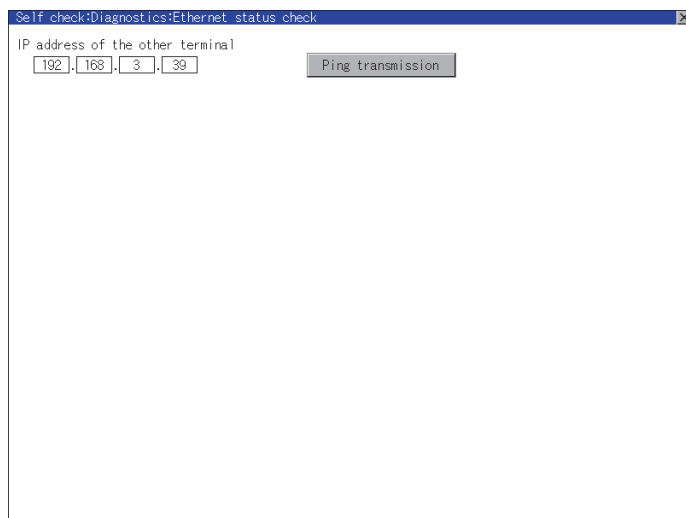 Self check:Diagnostics:Ethernet status check
IP address of the other terminal
192.168.3.39 Ping transmission